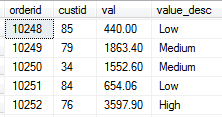 orderid custid val value_desc
10248 85 440.00 Low
10249 79 1863.40 Medium
10250 34 1552.60 Medium
10251 84 654.06 Low
10252 76 3597.90 High